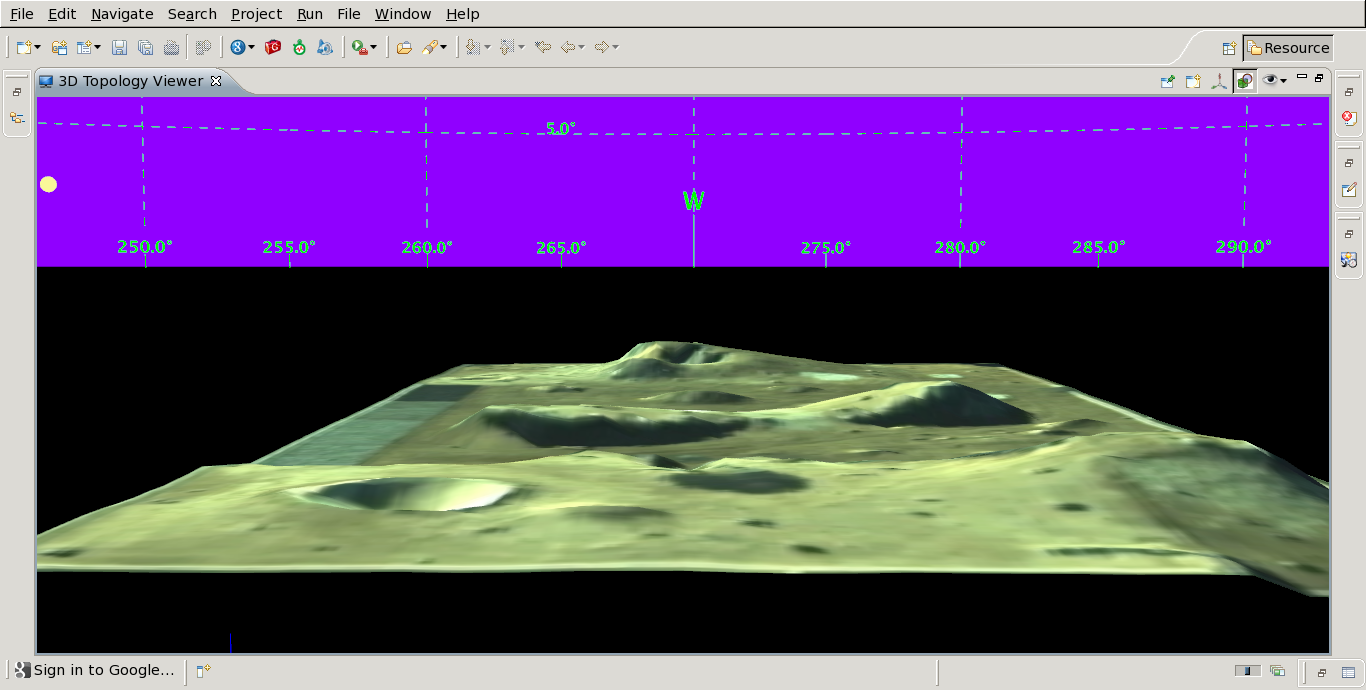 File Edit Navigate Search Project Run File Window Help
Resource
3D Topology Viewer
5.0°
W
250.0° 255.0° 260.0° 265.0° 275.0° 280.0° 285.0° 290.0°
Sign in to Google...